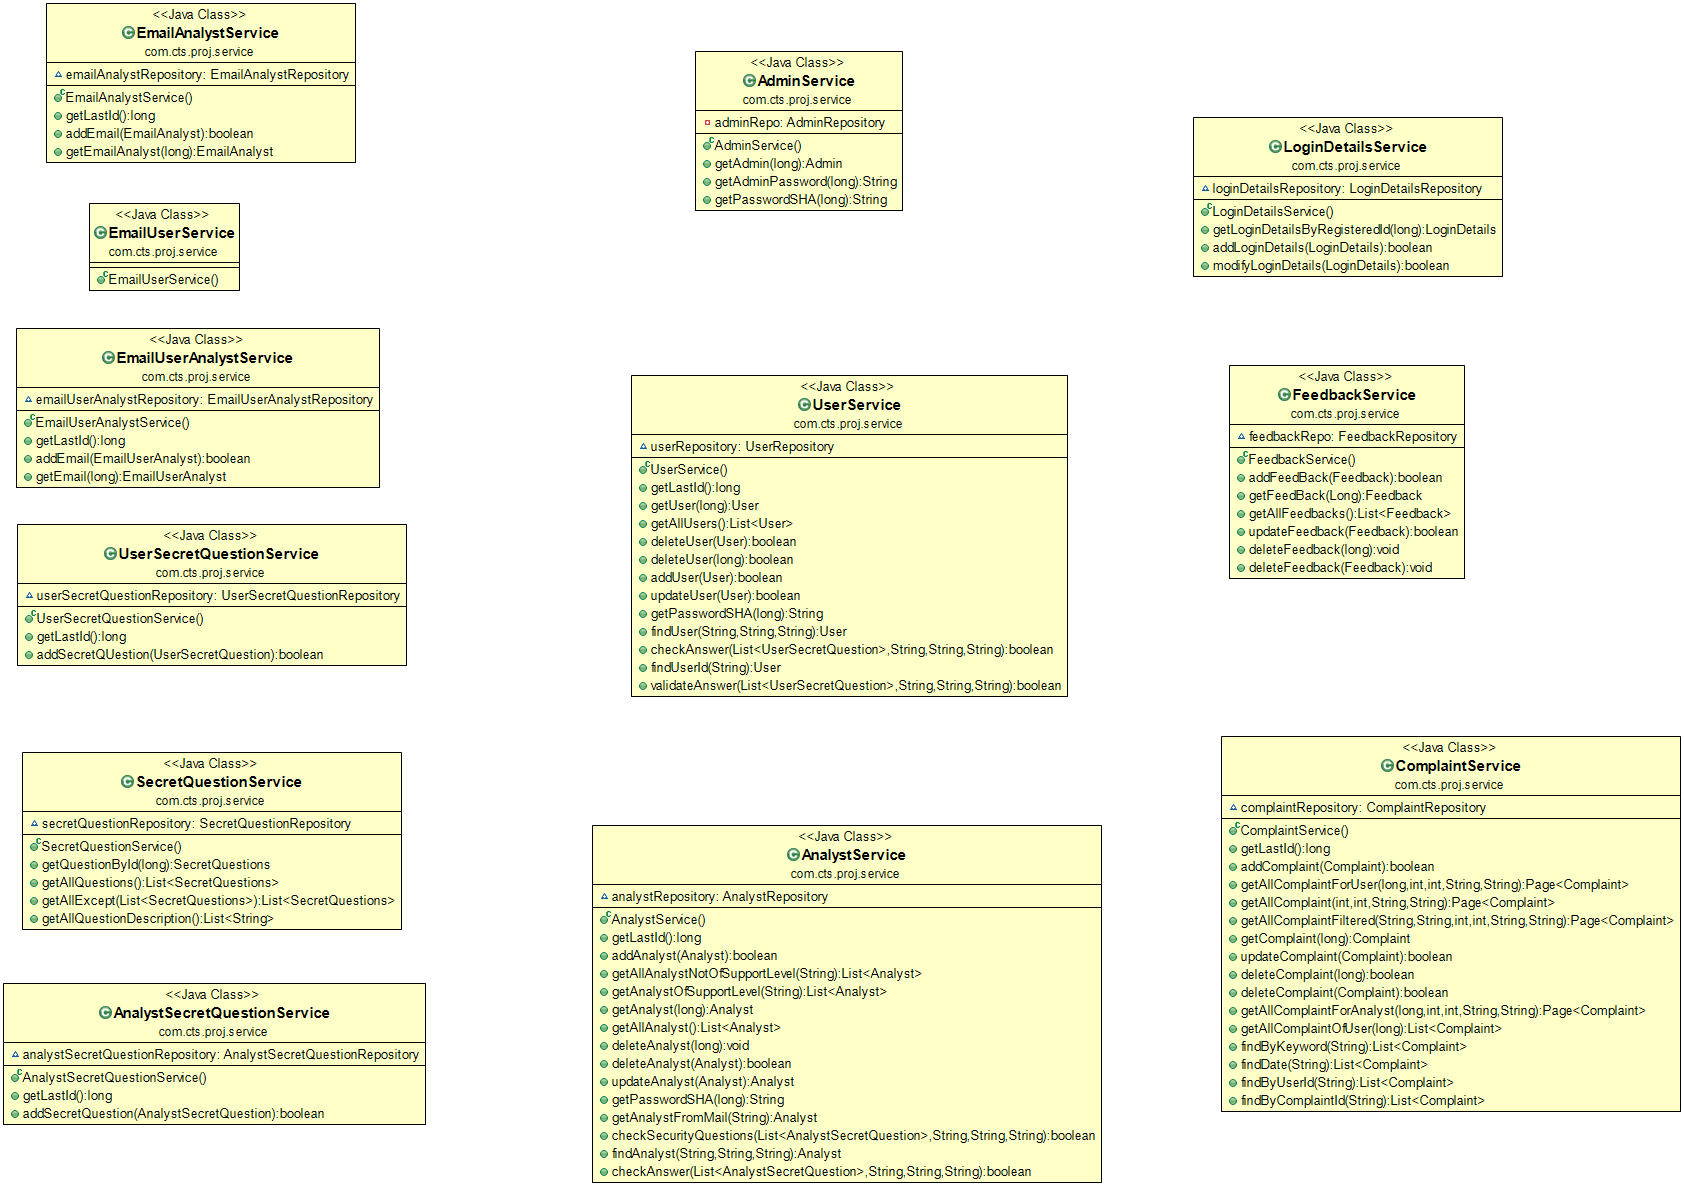 <<Java Class>>
EmailAnalystService
com.cts.proj.service
emailAnalystRepository: EmailAnalystRepository
EmailAnalystService()
getLastId():long
addEmail(EmailAnalyst):boolean
getEmailAnalyst(long):EmailAnalyst
<<Java Class>>
EmailUserService
com.cts.proj.service
EmailUserService()
<<Java Class>>
EmailUserAnalystService
com.cts.proj.service
emailUserAnalystRepository: EmailUserAnalystRepository
EmailUserAnalystService()
getLastId():long
addEmail(EmailUserAnalyst):boolean
getEmail(long):EmailUserAnalyst
<<Java Class>>
UserSecretQuestionService
com.cts.proj.service
userSecretQuestionRepository: UserSecretQuestionRepository
UserSecretQuestionService()
getLastId():long
addSecretQUestion(UserSecretQuestion):boolean
<<Java Class>>
SecretQuestionService
com.cts.proj.service
secretQuestionRepository: SecretQuestionRepository
SecretQuestionService()
getQuestionById(long):SecretQuestions
getAllQuestions():List<SecretQuestions>
getAllExcept(List<SecretQuestions>):List<SecretQuestions>
getAllQuestionDescription():List<String>
<<Java Class>>
AnalystSecretQuestionService
com.cts.proj.service
analystSecretQuestionRepository: AnalystSecretQuestionRepository
AnalystSecretQuestionService()
getLastId():long
addSecretQuestion(AnalystSecretQuestion):boolean
<<Java Class>>
AdminService
com.cts.proj.service
adminRepo: AdminRepository
AdminService()
getAdmin(long):Admin
getAdminPassword(long):String
getPasswordSHA(long):String
<<Java Class>>
UserService
com.cts.proj.service
userRepository: UserRepository
UserService()
getLastId():long
getUser(long):User
getAllUsers():List<User>
deleteUser(User):boolean
deleteUser(long):boolean
addUser(User):boolean
updateUser(User):boolean
getPasswordSHA(long):String
findUser(String,String,String):User
checkAnswer(List<UserSecretQuestion>,String,String,String):boolean
findUserId(String):User
validateAnswer(List<UserSecretQuestion>,String,String,String):boolean
<<Java Class>>
AnalystService
com.cts.proj.service
analystRepository: AnalystRepository
AnalystService()
getLastId():long
addAnalyst(Analyst):boolean
getAllAnalystNotOfSupportLevel(String):List<Analyst>
getAnalystOfSupportLevel(String):List<Analyst>
getAnalyst(long):Analyst
getAllAnalyst():List<Analyst>
deleteAnalyst(long):void
deleteAnalyst(Analyst):boolean
updateAnalyst(Analyst):Analyst
getPasswordSHA(long):String
getAnalystFromMail(String):Analyst
checkSecurityQuestions(List<AnalystSecretQuestion>,String,String,String):boolean
findAnalyst(String,String,String):Analyst
checkAnswer(List<AnalystSecretQuestion>,String,String,String):boolean
<<Java Class>>
LoginDetailsService
com.cts.proj.service
loginDetailsRepository: LoginDetailsRepository
LoginDetailsService()
getLoginDetailsByRegisteredId(long):LoginDetails
addLoginDetails(LoginDetails):boolean
modifyLoginDetails(LoginDetails):boolean
<<Java Class>>
FeedbackService
com.cts.proj.service
feedbackRepo: FeedbackRepository
FeedbackService()
addFeedBack(Feedback):boolean
getFeedBack(Long):Feedback
getAllFeedbacks():List<Feedback>
updateFeedback(Feedback):boolean
deleteFeedback(long):void
deleteFeedback(Feedback):void
<<Java Class>>
ComplaintService
com.cts.proj.service
complaintRepository: ComplaintRepository
ComplaintService()
getLastId():long
addComplaint(Complaint):boolean
getAllComplaintForUser(long,int,int,String,String):Page<Complaint>
getAllComplaint(int,int,String,String):Page<Complaint>
getAllComplaintFiltered(String,String,int,int,String,String):Page<Complaint>
getComplaint(long):Complaint
updateComplaint(Complaint):boolean
deleteComplaint(long):boolean
deleteComplaint(Complaint):boolean
getAllComplaintForAnalyst(long,int,int,String,String):Page<Complaint>
getAllComplaintOfUser(long):List<Complaint>
findByKeyword(String):List<Complaint>
findDate(String):List<Complaint>
findByUserId(String):List<Complaint>
findByComplaintId(String):List<Complaint>